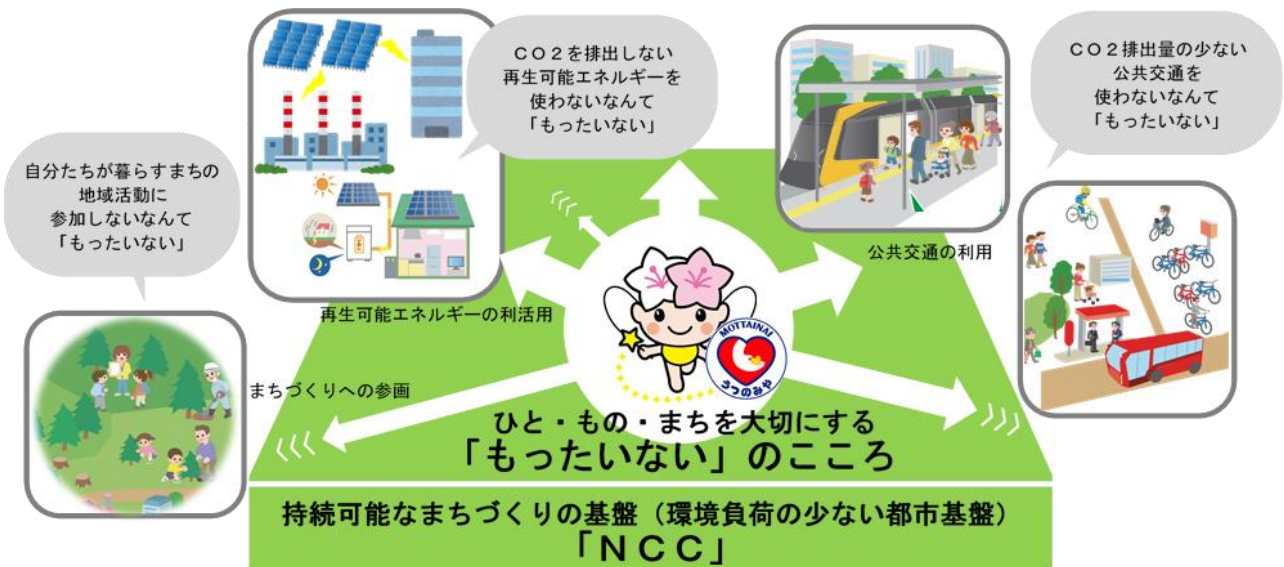 CO2を排出しない
再生可能エネルギーを
使わないなんて
「もったいない」
CO2排出量の少ない
公共交通を
使わないなんて
「もったいない」
自分たちが暮らすまちの
地域活動に
参加しないなんて
「もったいない」
公共交通の利用
再生可能エネルギーの利活用
まちづくりへの参画
MOTTAINAI
うつのみや
ひと・もの・まちを大切にする
「もったいない」のこころ
持続可能なまちづくりの基盤（環境負荷の少ない都市基盤）
「NCC」